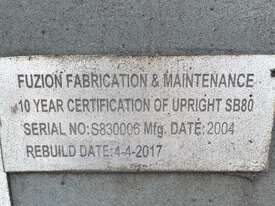 FUZION FABRICATION & MAINTENANCE
10 YEAR CERTIFICATION OF UPRIGHT SB80
SERIAL NO: S830006 Mfg. DATE: 2004
REBUILD DATE: 4-4-2017